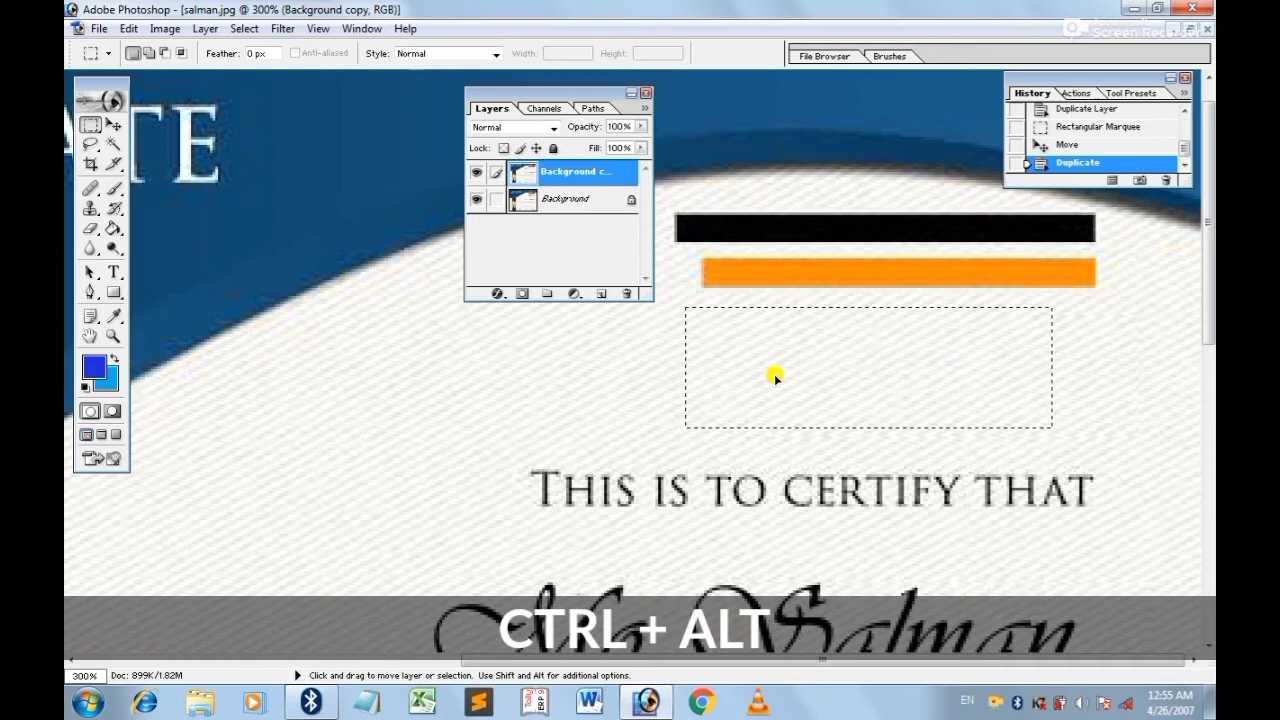 Adobe Photoshop - [salman.jpg @ 300% (Background copy, RGB)]
File Edit Image Layer Select Filter View Window Help
Screen Recorder
Feather: 0 px Anti-aliased Style: Normal Width: Height: File Browser Brushes
History Actions Tool Presets
Duplicate Layer
Rectangular Marquee
Move
Duplicate
Layers Channels Paths
Normal Opacity: 100%
Lock: Fill: 100%
Background c...
Background
ATE
THIS IS TO CERTIFY THAT
Salman
CTRL + ALT
300% Doc: 899K/1.82M Click and drag to move layer or selection. Use Shift and Alt for additional options.
EN 12:55 AM
4/26/2007